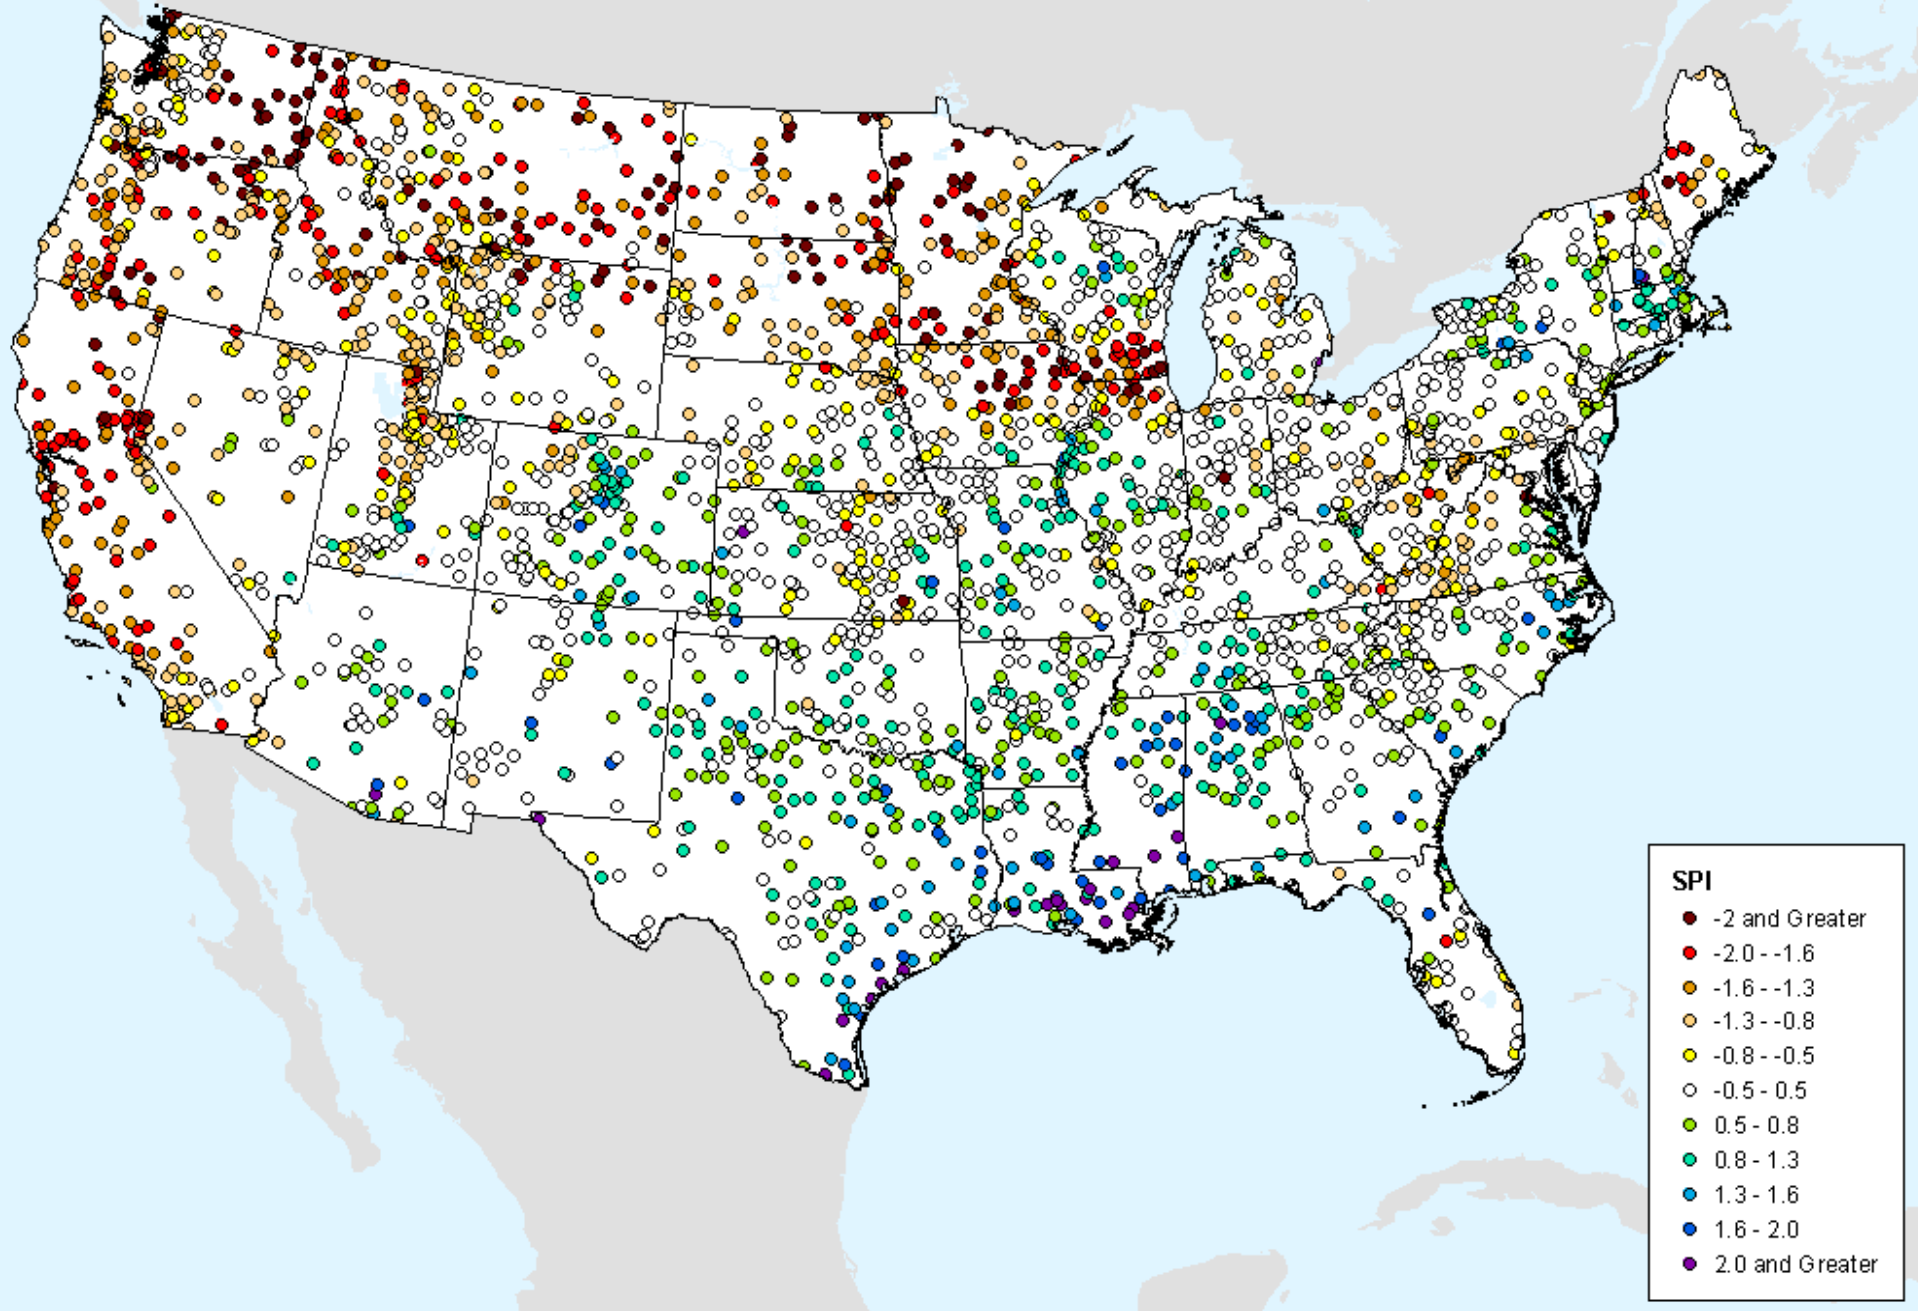 SPI
-2 and Greater
-2.0 - -1.6
-1.6 - -1.3
-1.3 - -0.8
-0.8 - -0.5
-0.5 - 0.5
0.5 - 0.8
0.8 - 1.3
1.3 - 1.6
1.6 - 2.0
2.0 and Greater